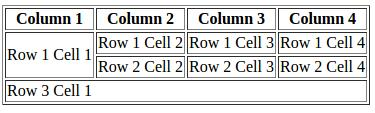 Column 1 Column 2 Column 3 Column 4
Row 1 Cell 1 Row 1 Cell 2 Row 1 Cell 3 Row 1 Cell 4
Row 2 Cell 2 Row 2 Cell 3 Row 2 Cell 4
Row 3 Cell 1